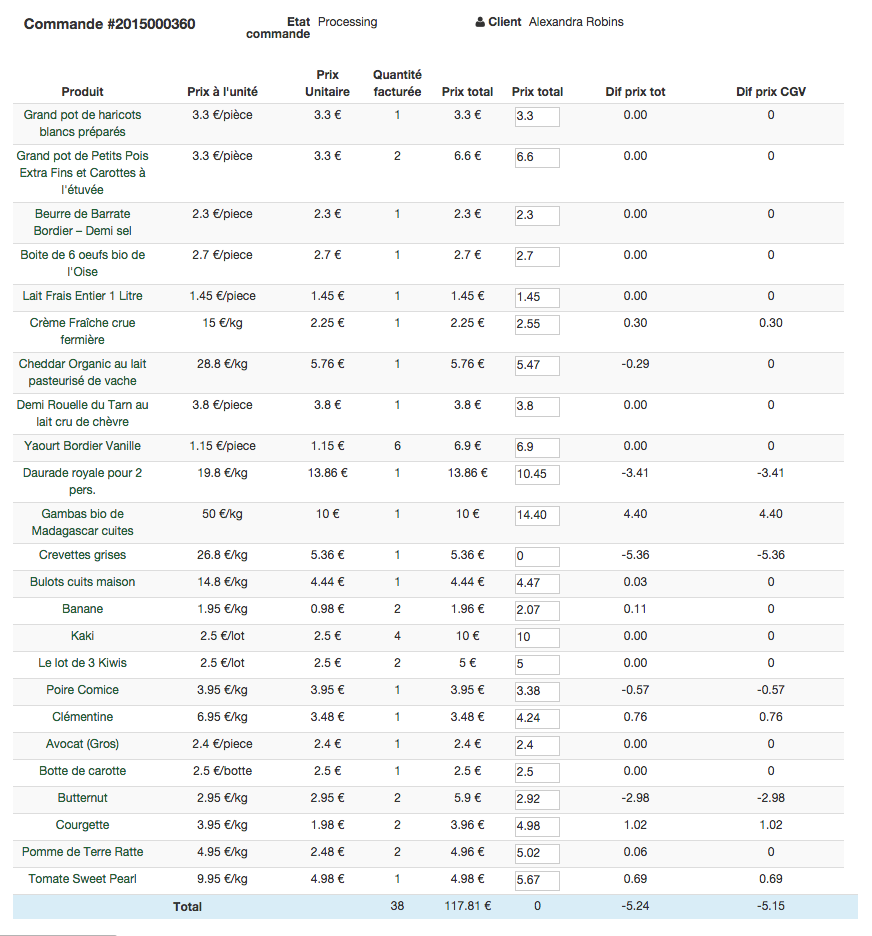 Commande #2015000360 Etat commande Processing Client Alexandra Robins
Produit Prix à l'unité Prix Unitaire Quantité facturée Prix total Prix total Dif prix tot Dif prix CGV
Grand pot de haricots blancs préparés 3.3 €/pièce 3.3 € 1 3.3 € 3.3 0.00 0
Grand pot de Petits Pois Extra Fins et Carottes à l'étuvée 3.3 €/pièce 3.3 € 2 6.6 € 6.6 0.00 0
Beurre de Barrate Bordier – Demi sel 2.3 €/piece 2.3 € 1 2.3 € 2.3 0.00 0
Boite de 6 oeufs bio de l'Oise 2.7 €/piece 2.7 € 1 2.7 € 2.7 0.00 0
Lait Frais Entier 1 Litre 1.45 €/piece 1.45 € 1 1.45 € 1.45 0.00 0
Crème Fraîche crue fermière 15 €/kg 2.25 € 1 2.25 € 2.55 0.30 0.30
Cheddar Organic au lait pasteurisé de vache 28.8 €/kg 5.76 € 1 5.76 € 5.47 -0.29 0
Demi Rouelle du Tarn au lait cru de chèvre 3.8 €/piece 3.8 € 1 3.8 € 3.8 0.00 0
Yaourt Bordier Vanille 1.15 €/piece 1.15 € 6 6.9 € 6.9 0.00 0
Daurade royale pour 2 pers. 19.8 €/kg 13.86 € 1 13.86 € 10.45 -3.41 -3.41
Gambas bio de Madagascar cuites 50 €/kg 10 € 1 10 € 14.40 4.40 4.40
Crevettes grises 26.8 €/kg 5.36 € 1 5.36 € 0 -5.36 -5.36
Bulots cuits maison 14.8 €/kg 4.44 € 1 4.44 € 4.47 0.03 0
Banane 1.95 €/kg 0.98 € 2 1.96 € 2.07 0.11 0
Kaki 2.5 €/lot 2.5 € 4 10 € 10 0.00 0
Le lot de 3 Kiwis 2.5 €/lot 2.5 € 2 5 € 5 0.00 0
Poire Comice 3.95 €/kg 3.95 € 1 3.95 € 3.38 -0.57 -0.57
Clémentine 6.95 €/kg 3.48 € 1 3.48 € 4.24 0.76 0.76
Avocat (Gros) 2.4 €/piece 2.4 € 1 2.4 € 2.4 0.00 0
Botte de carotte 2.5 €/botte 2.5 € 1 2.5 € 2.5 0.00 0
Butternut 2.95 €/kg 2.95 € 2 5.9 € 2.92 -2.98 -2.98
Courgette 3.95 €/kg 1.98 € 2 3.96 € 4.98 1.02 1.02
Pomme de Terre Ratte 4.95 €/kg 2.48 € 2 4.96 € 5.02 0.06 0
Tomate Sweet Pearl 9.95 €/kg 4.98 € 1 4.98 € 5.67 0.69 0.69
Total 38 117.81 € 0 -5.24 -5.15